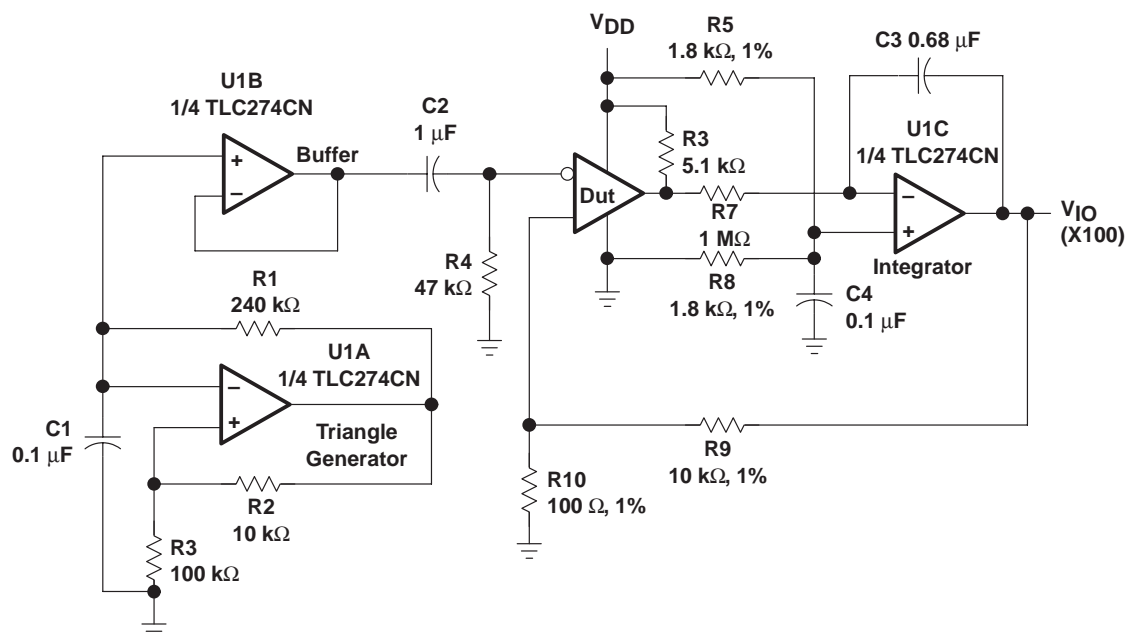 VDD
R5
1.8 kΩ, 1%
C3 0.68 μF
U1B
1/4 TLC274CN
C2
1 μF
Buffer
+
−
R3
5.1 kΩ
U1C
1/4 TLC274CN
Dut
R7
1 MΩ
−
+
VIO
(X100)
Integrator
R4
47 kΩ
R8
1.8 kΩ, 1%
C4
0.1 μF
R1
240 kΩ
U1A
1/4 TLC274CN
−
+
C1
0.1 μF
Triangle
Generator
R9
10 kΩ, 1%
R2
10 kΩ
R10
100 Ω, 1%
R3
100 kΩ